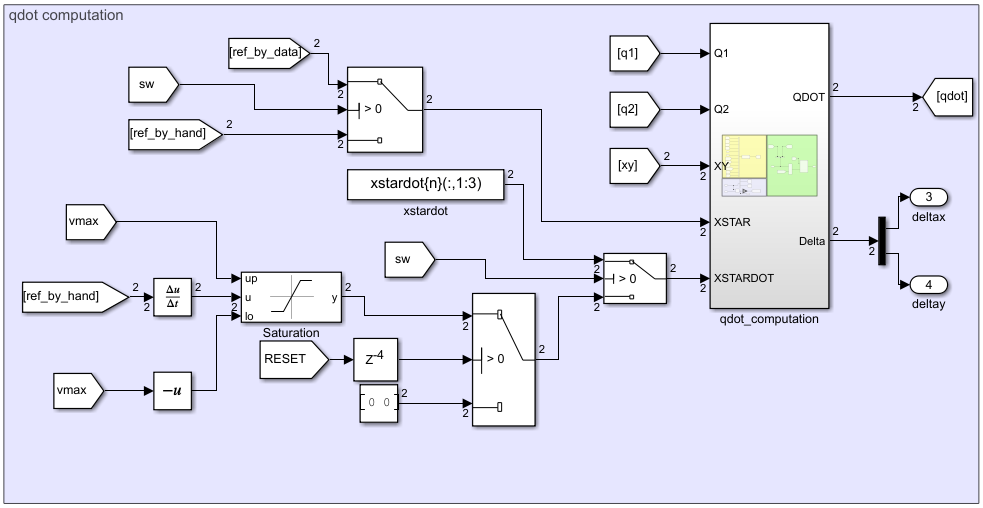 qdot computation
[ref_by_data]
2
2
sw
> 0
2
[ref_by_hand]
2
2
xstardot{n}(:,1:3)
2
xstardot
[q1]
Q1
[q2]
Q2
[xy]
2
2
XY
2
XSTAR
2
XSTARDOT
QDOT
2
2
[qdot]
Delta
2
2
3
deltax
4
deltay
qdot_computation
sw
2
> 0
2
2
vmax
[ref_by_hand]
2
2
Δu
Δt
2
2
up
u
lo
y
2
Saturation
2
RESET
Z-4
> 0
2
0 0
2
2
vmax
-u